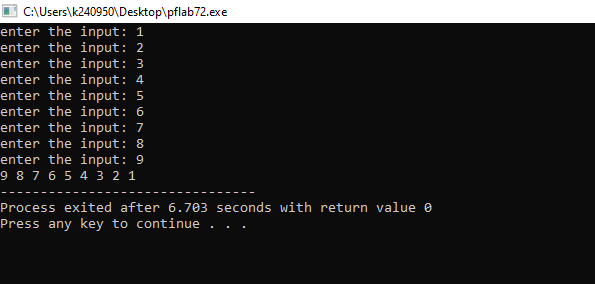 C:\Users\k240950\Desktop\pflab72.exe
enter the input: 1
enter the input: 2
enter the input: 3
enter the input: 4
enter the input: 5
enter the input: 6
enter the input: 7
enter the input: 8
enter the input: 9
9 8 7 6 5 4 3 2 1
--------------------------------
Process exited after 6.703 seconds with return value 0
Press any key to continue . . .